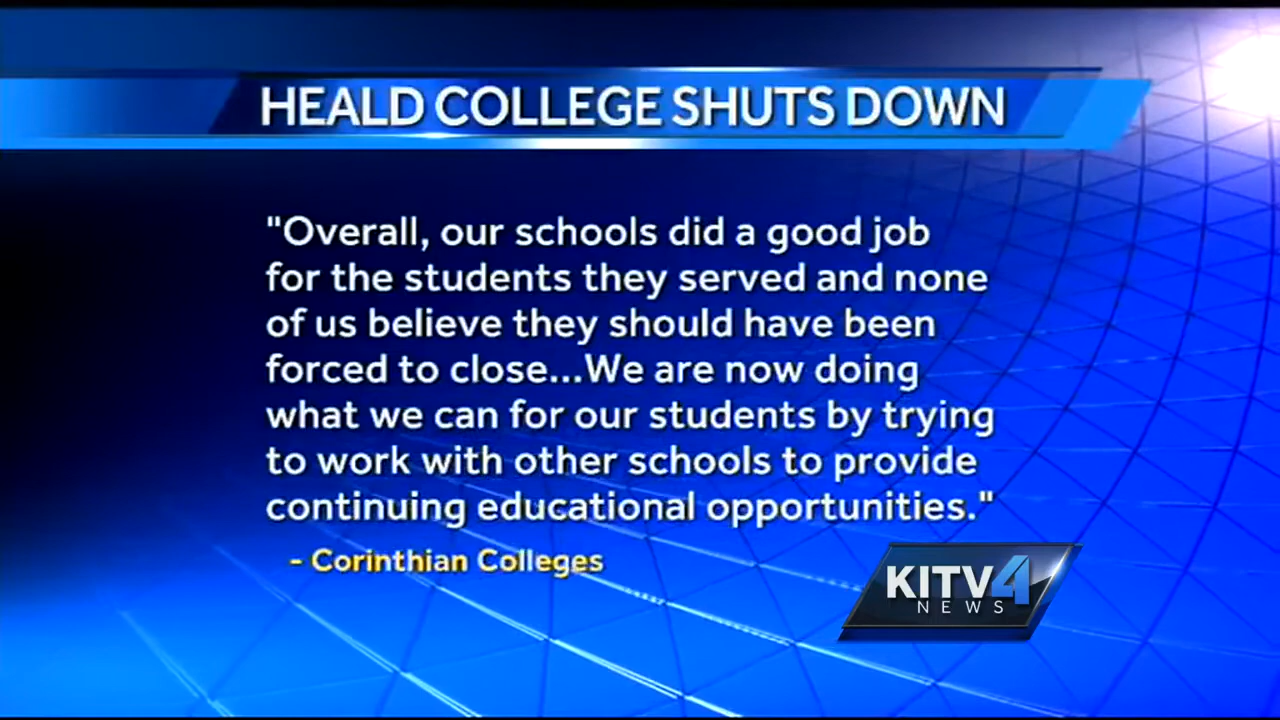 HEALD COLLEGE SHUTS DOWN
"Overall, our schools did a good job
for the students they served and none
of us believe they should have been
forced to close...We are now doing
what we can for our students by trying
to work with other schools to provide
continuing educational opportunities."
- Corinthian Colleges
KITV4
NEWS